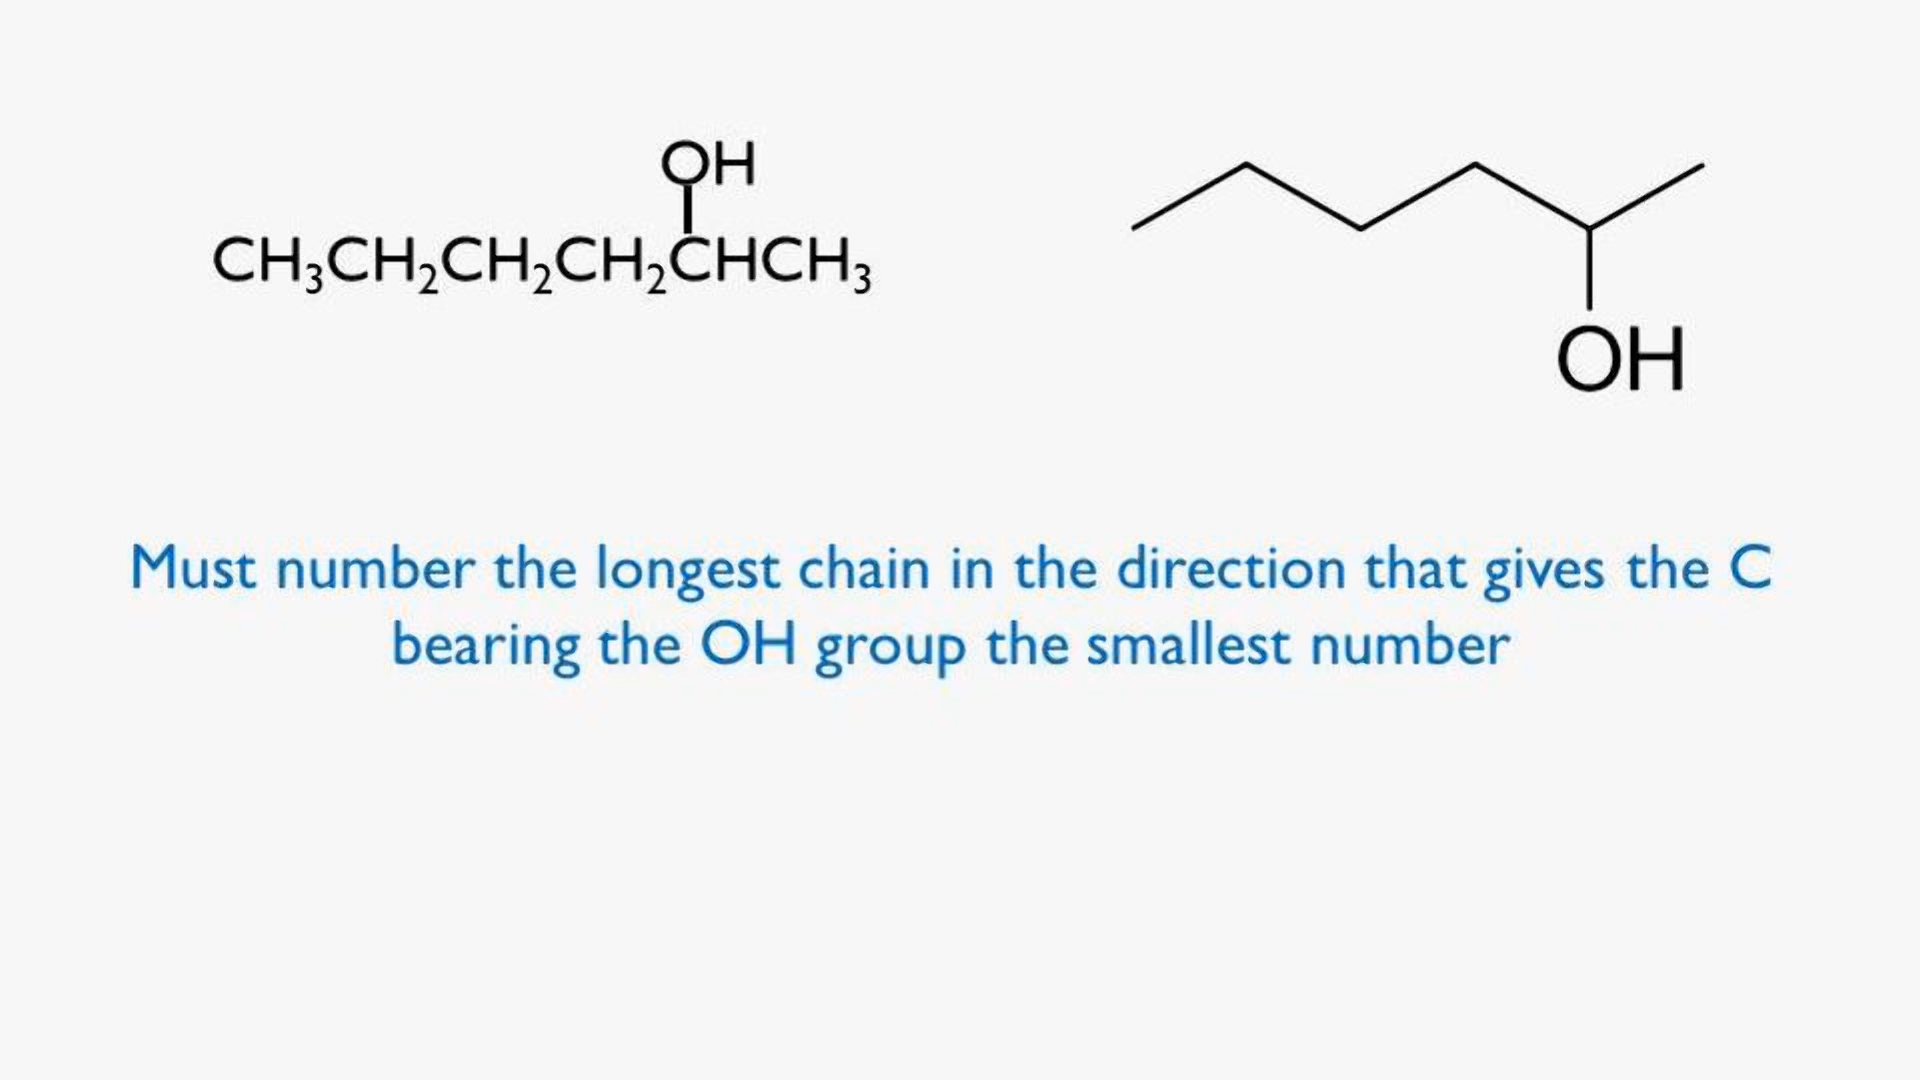 OH
CH₃CH₂CH₂CH₂CHCH₃
OH
Must number the longest chain in the direction that gives the C
bearing the OH group the smallest number